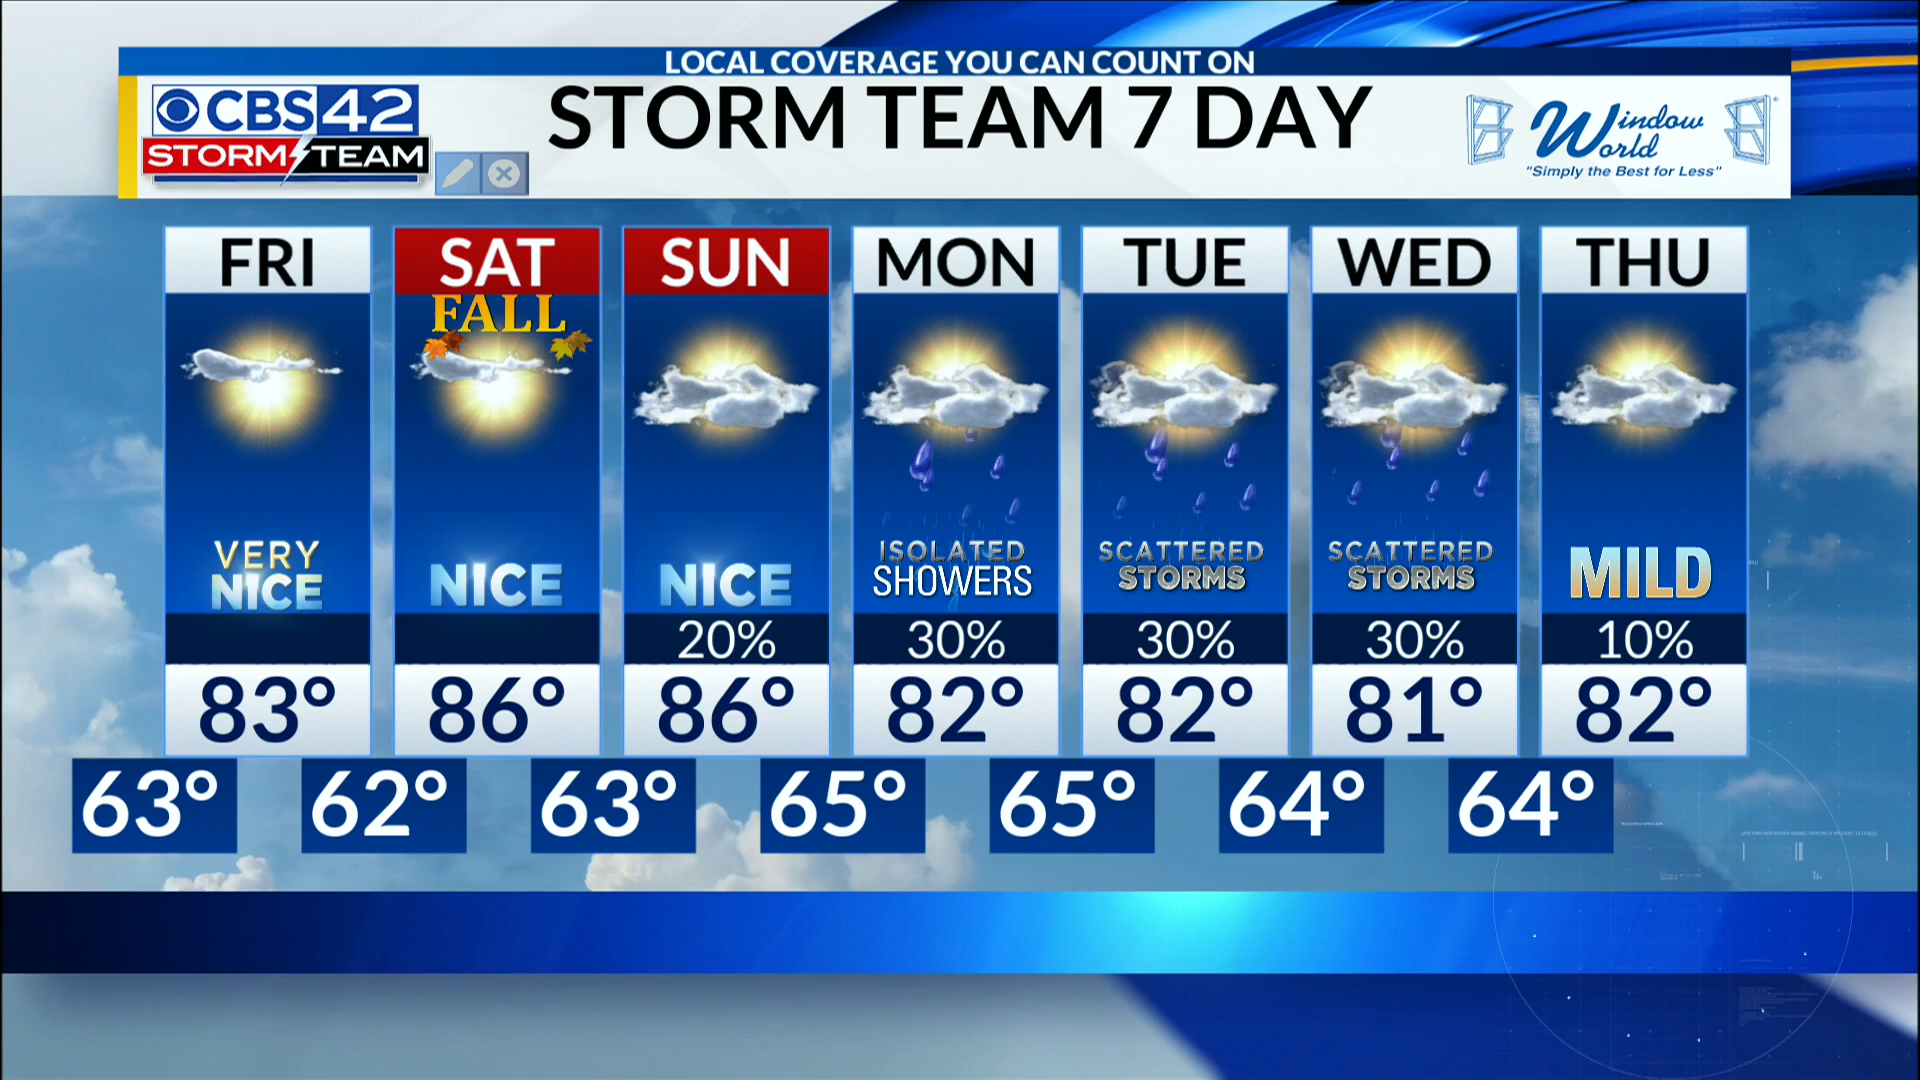 LOCAL COVERAGE YOU CAN COUNT ON
CBS 42
STORM TEAM
STORM TEAM 7 DAY
Window World
"Simply the Best for Less"
FRI
SAT
SUN
MON
TUE
WED
THU
FALL
VERY
NICE
NICE
NICE
ISOLATED
SHOWERS
SCATTERED
STORMS
SCATTERED
STORMS
MILD
20%
30%
30%
30%
10%
83°
86°
86°
82°
82°
81°
82°
63°
62°
63°
65°
65°
64°
64°